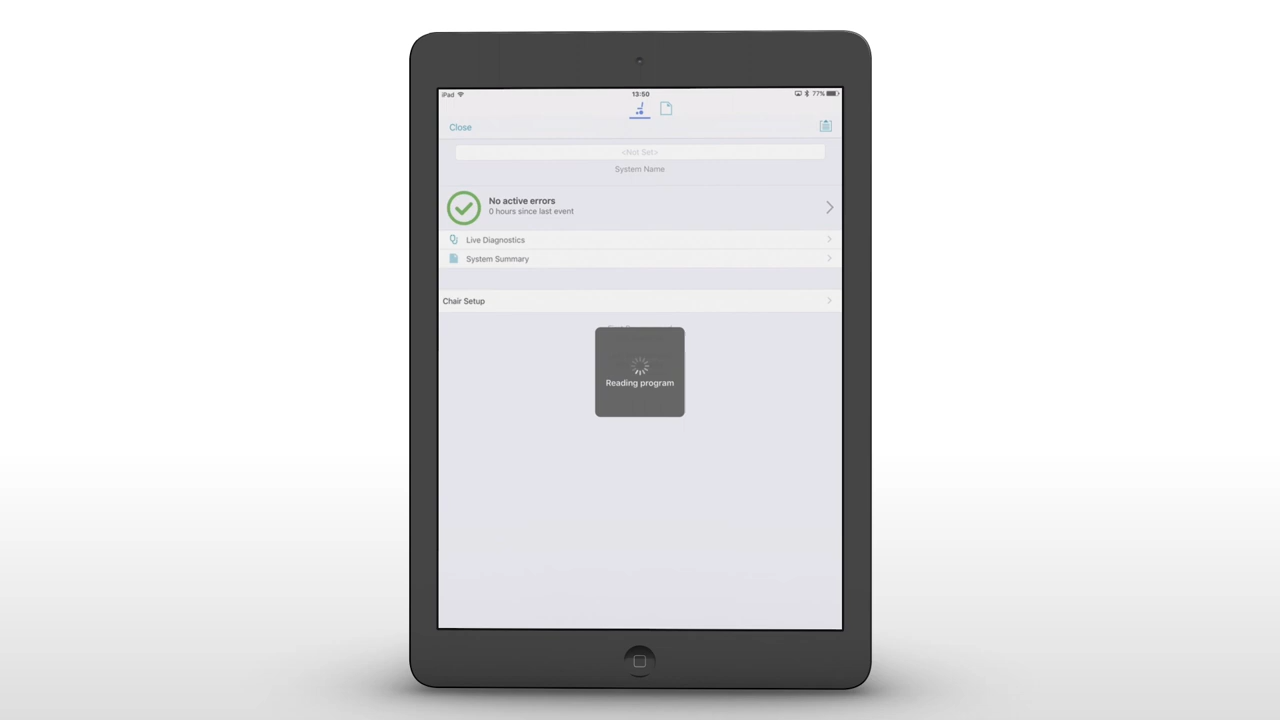 iPad
13:50
77%
Close
<Not Set>
System Name
No active errors
0 hours since last event
Live Diagnostics
System Summary
Chair Setup
Reading program